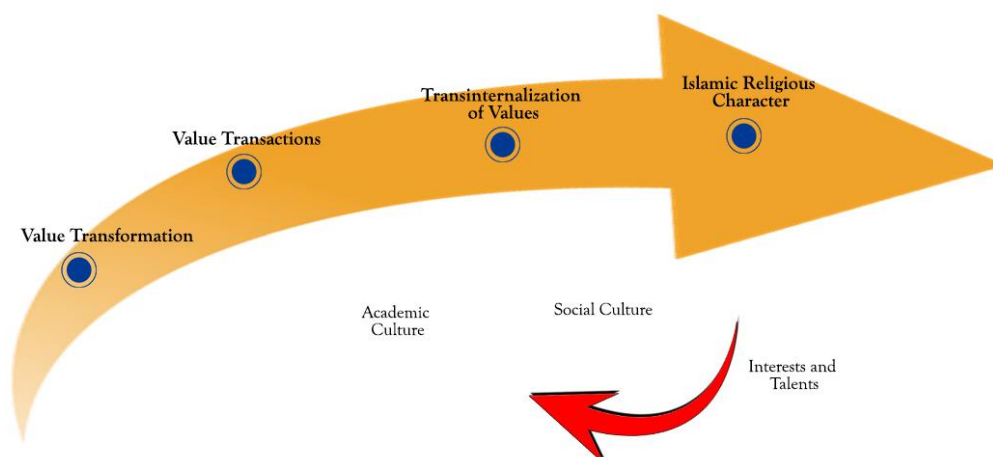 Value Transformation
Value Transactions
Transinternalization
of Values
Islamic Religious
Character
Academic
Culture
Social Culture
Interests and
Talents